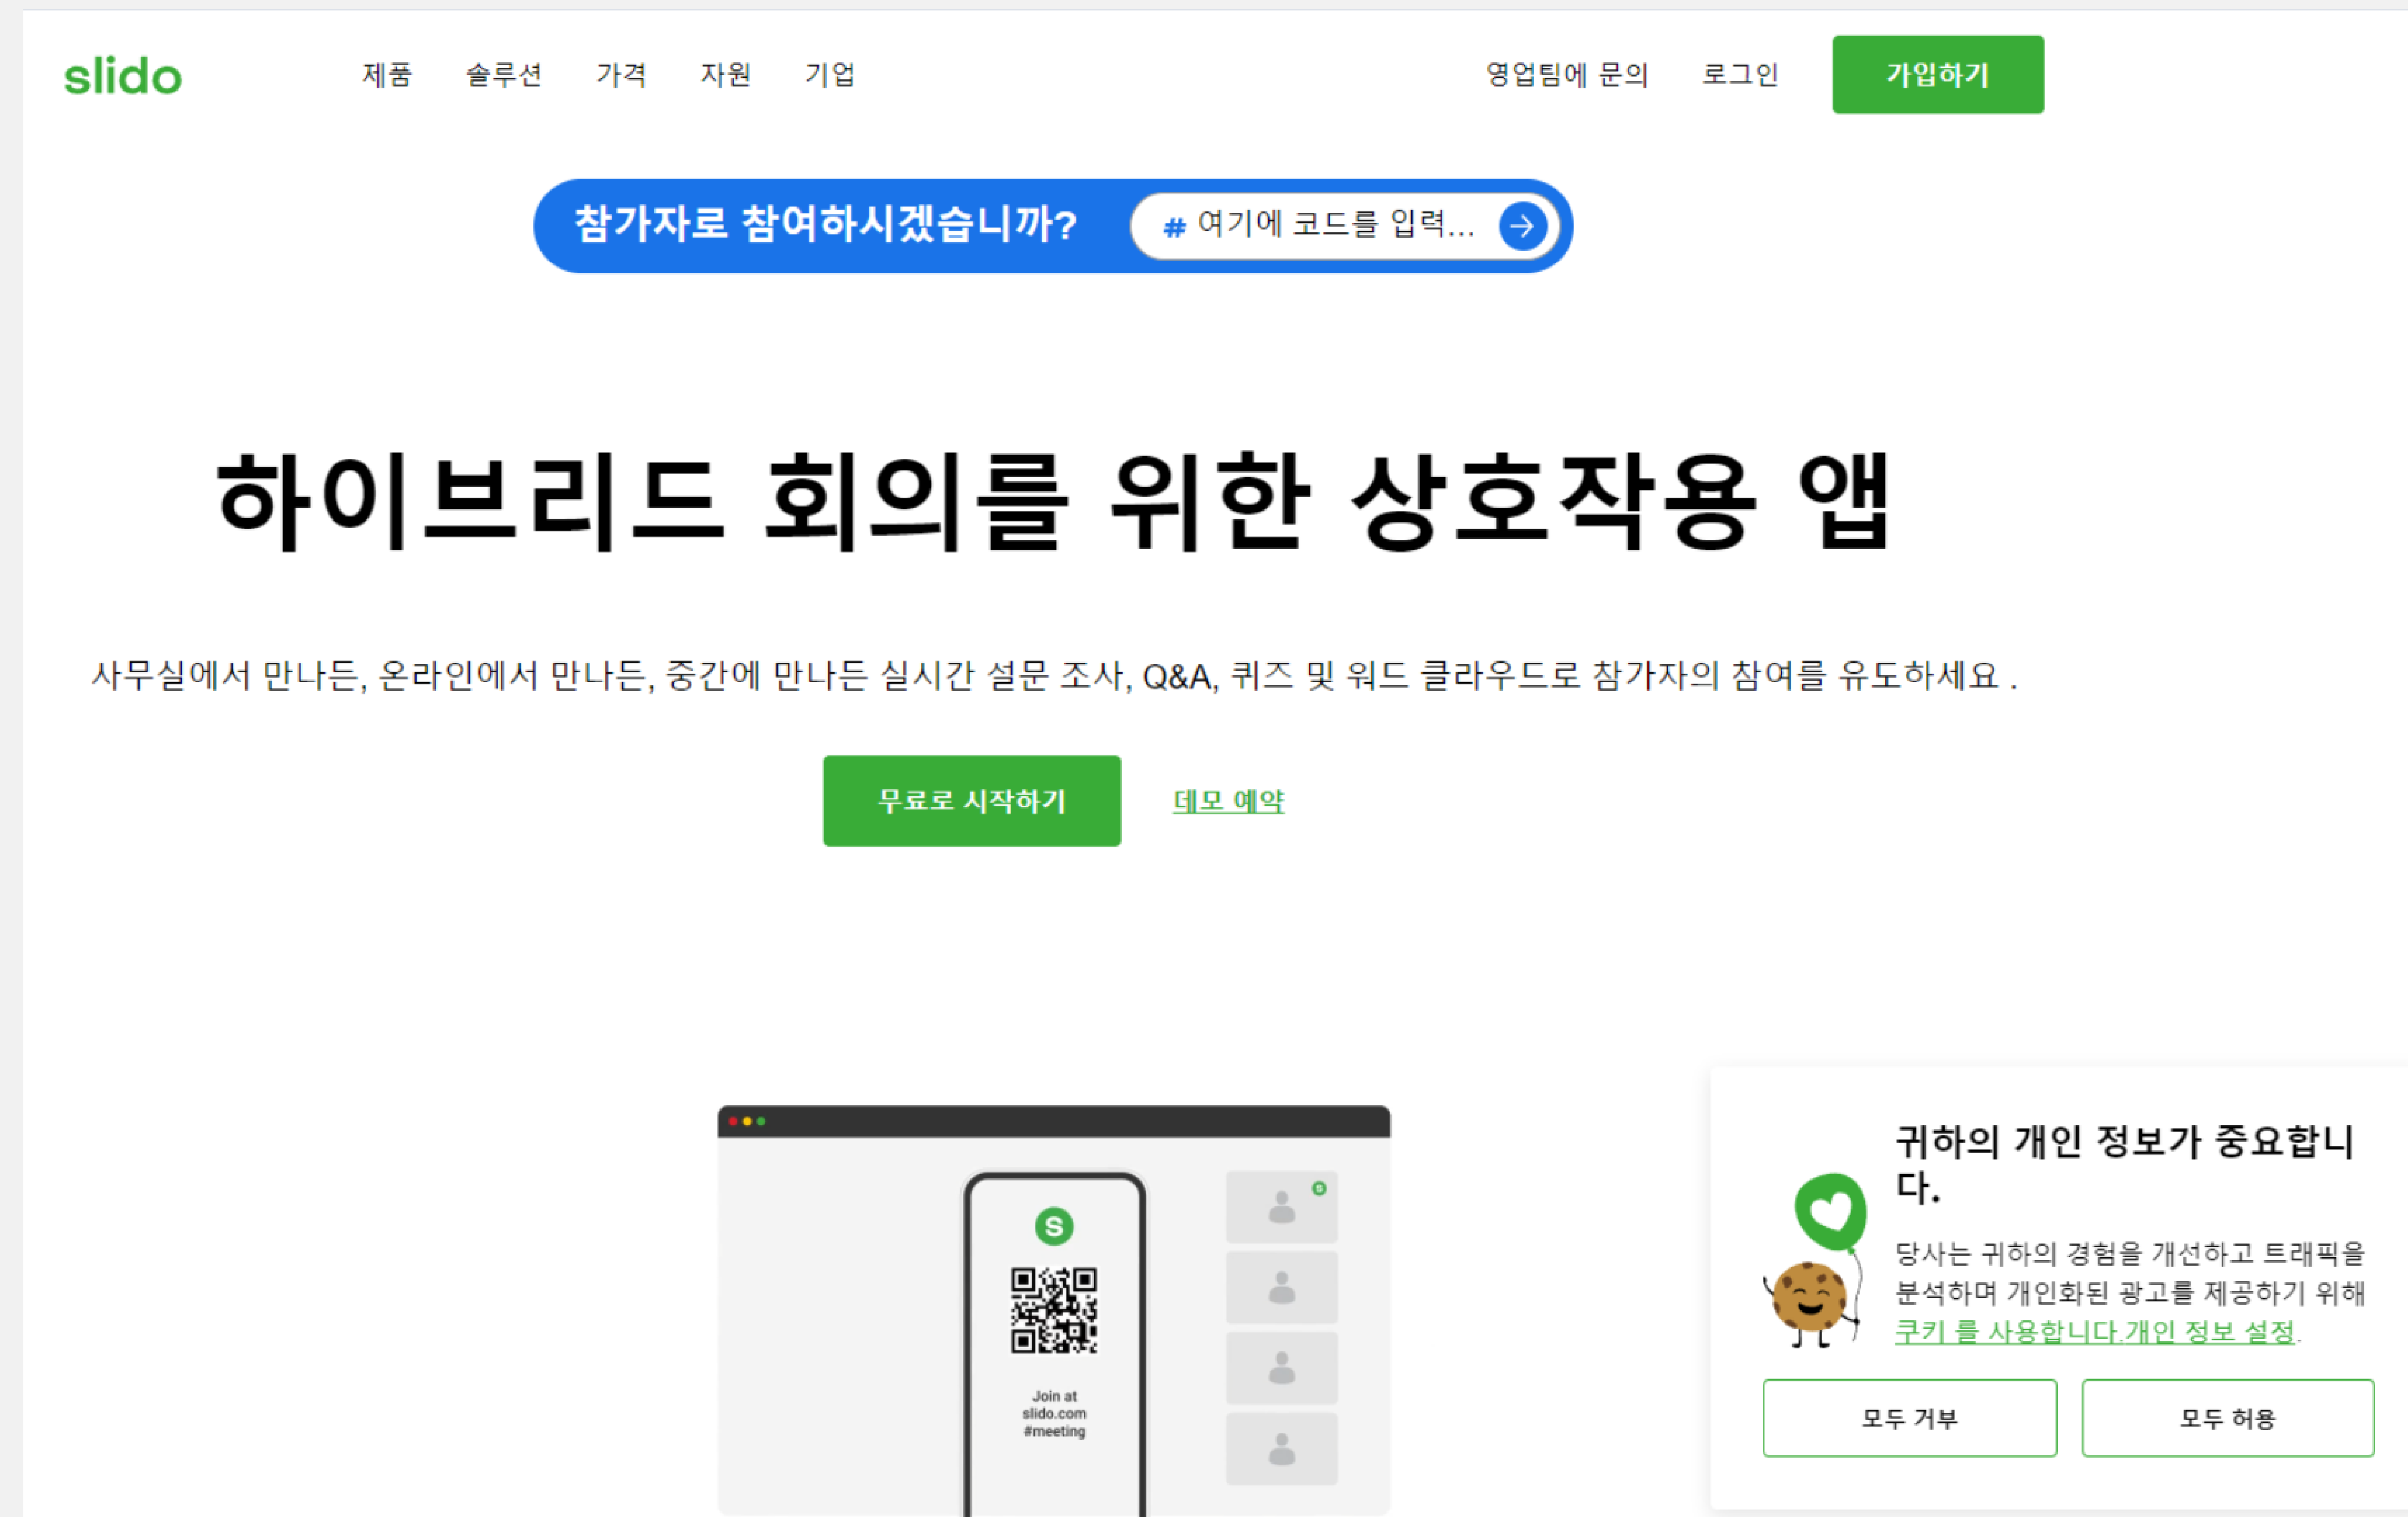 slido
제품 솔루션 가격 자원 기업 영업팀에 문의 로그인 가입하기
참가자로 참여하시겠습니까? # 여기에 코드를 입력...
하이브리드 회의를 위한 상호작용 앱
사무실에서 만나든, 온라인에서 만나든, 중간에 만나든 실시간 설문 조사, Q&A, 퀴즈 및 워드 클라우드로 참가자의 참여를 유도하세요 .
무료로 시작하기 데모 예약
S
S
Join at
slido.com
#meeting
귀하의 개인 정보가 중요합니
다.
당사는 귀하의 경험을 개선하고 트래픽을
분석하며 개인화된 광고를 제공하기 위해
쿠키 를 사용합니다.개인 정보 설정.
모두 거부 모두 허용